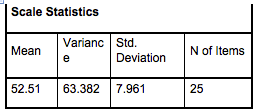 Scale Statistics
Mean Varianc e Std. Deviation N of Items
52.51 63.382 7.961 25